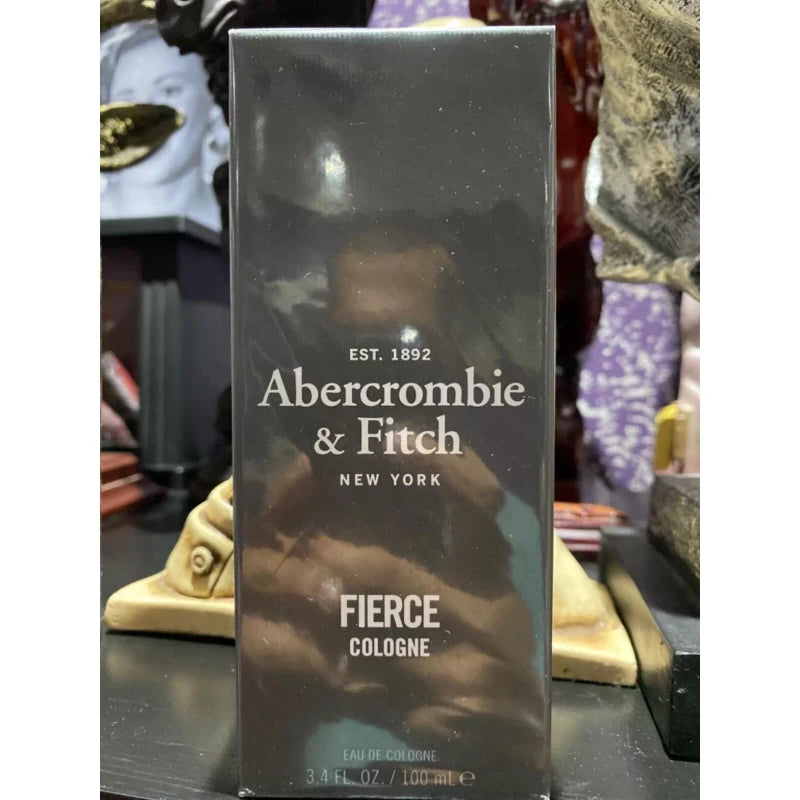 EST. 1892
Abercrombie
& Fitch
NEW YORK
FIERCE
COLOGNE
EAU DE COLOGNE
3.4 FL. OZ. / 100 mL ℮